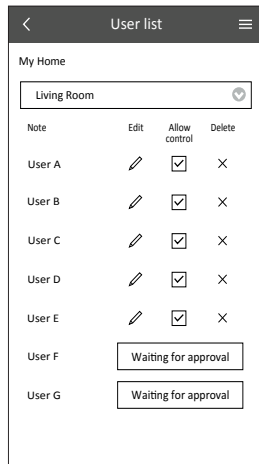 User list
My Home
Living Room
Note Edit Allow control Delete
User A
User B
User C
User D
User E
User F Waiting for approval
User G Waiting for approval